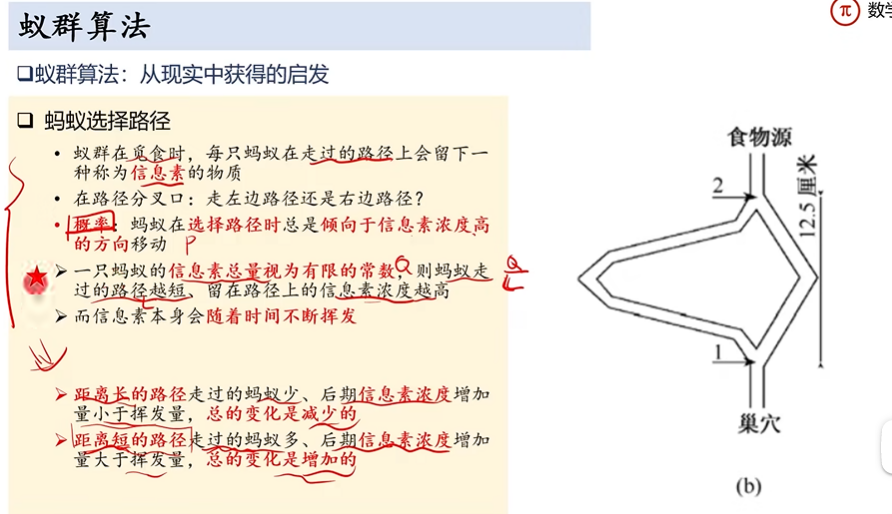 蚁群算法
π 数学
❑蚁群算法：从现实中获得的启发
❑ 蚂蚁选择路径
• 蚁群在觅食时，每只蚂蚁在走过的路径上会留下一
种称为信息素的物质
• 在路径分叉口：走左边路径还是右边路径？
• 概率：蚂蚁在选择路径时总是倾向于信息素浓度高
的方向移动 P
➢ 一只蚂蚁的信息素总量视为有限的常数Q，则蚂蚁走
过的路径越短、留在路径上的信息素浓度越高
L
Q/L
➢ 而信息素本身会随着时间不断挥发
➢ 距离长的路径走过的蚂蚁少、后期信息素浓度增加
量小于挥发量，总的变化是减少的
➢ 距离短的路径走过的蚂蚁多、后期信息素浓度增加
量大于挥发量，总的变化是增加的
食物源
2
12.5 厘米
1
巢穴
(b)